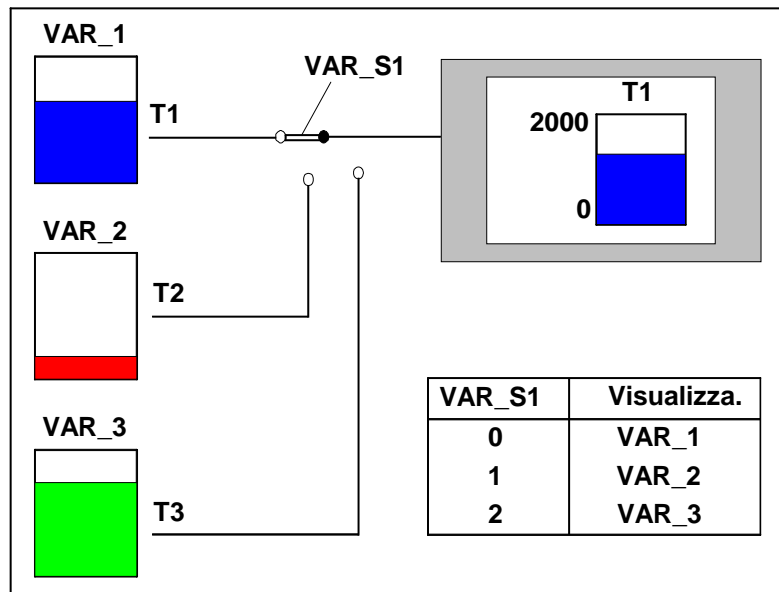 VAR_1
VAR_S1
T1
T1
2000
0
VAR_2
T2
VAR_3
T3
VAR_S1 Visualizza.
0 VAR_1
1 VAR_2
2 VAR_3